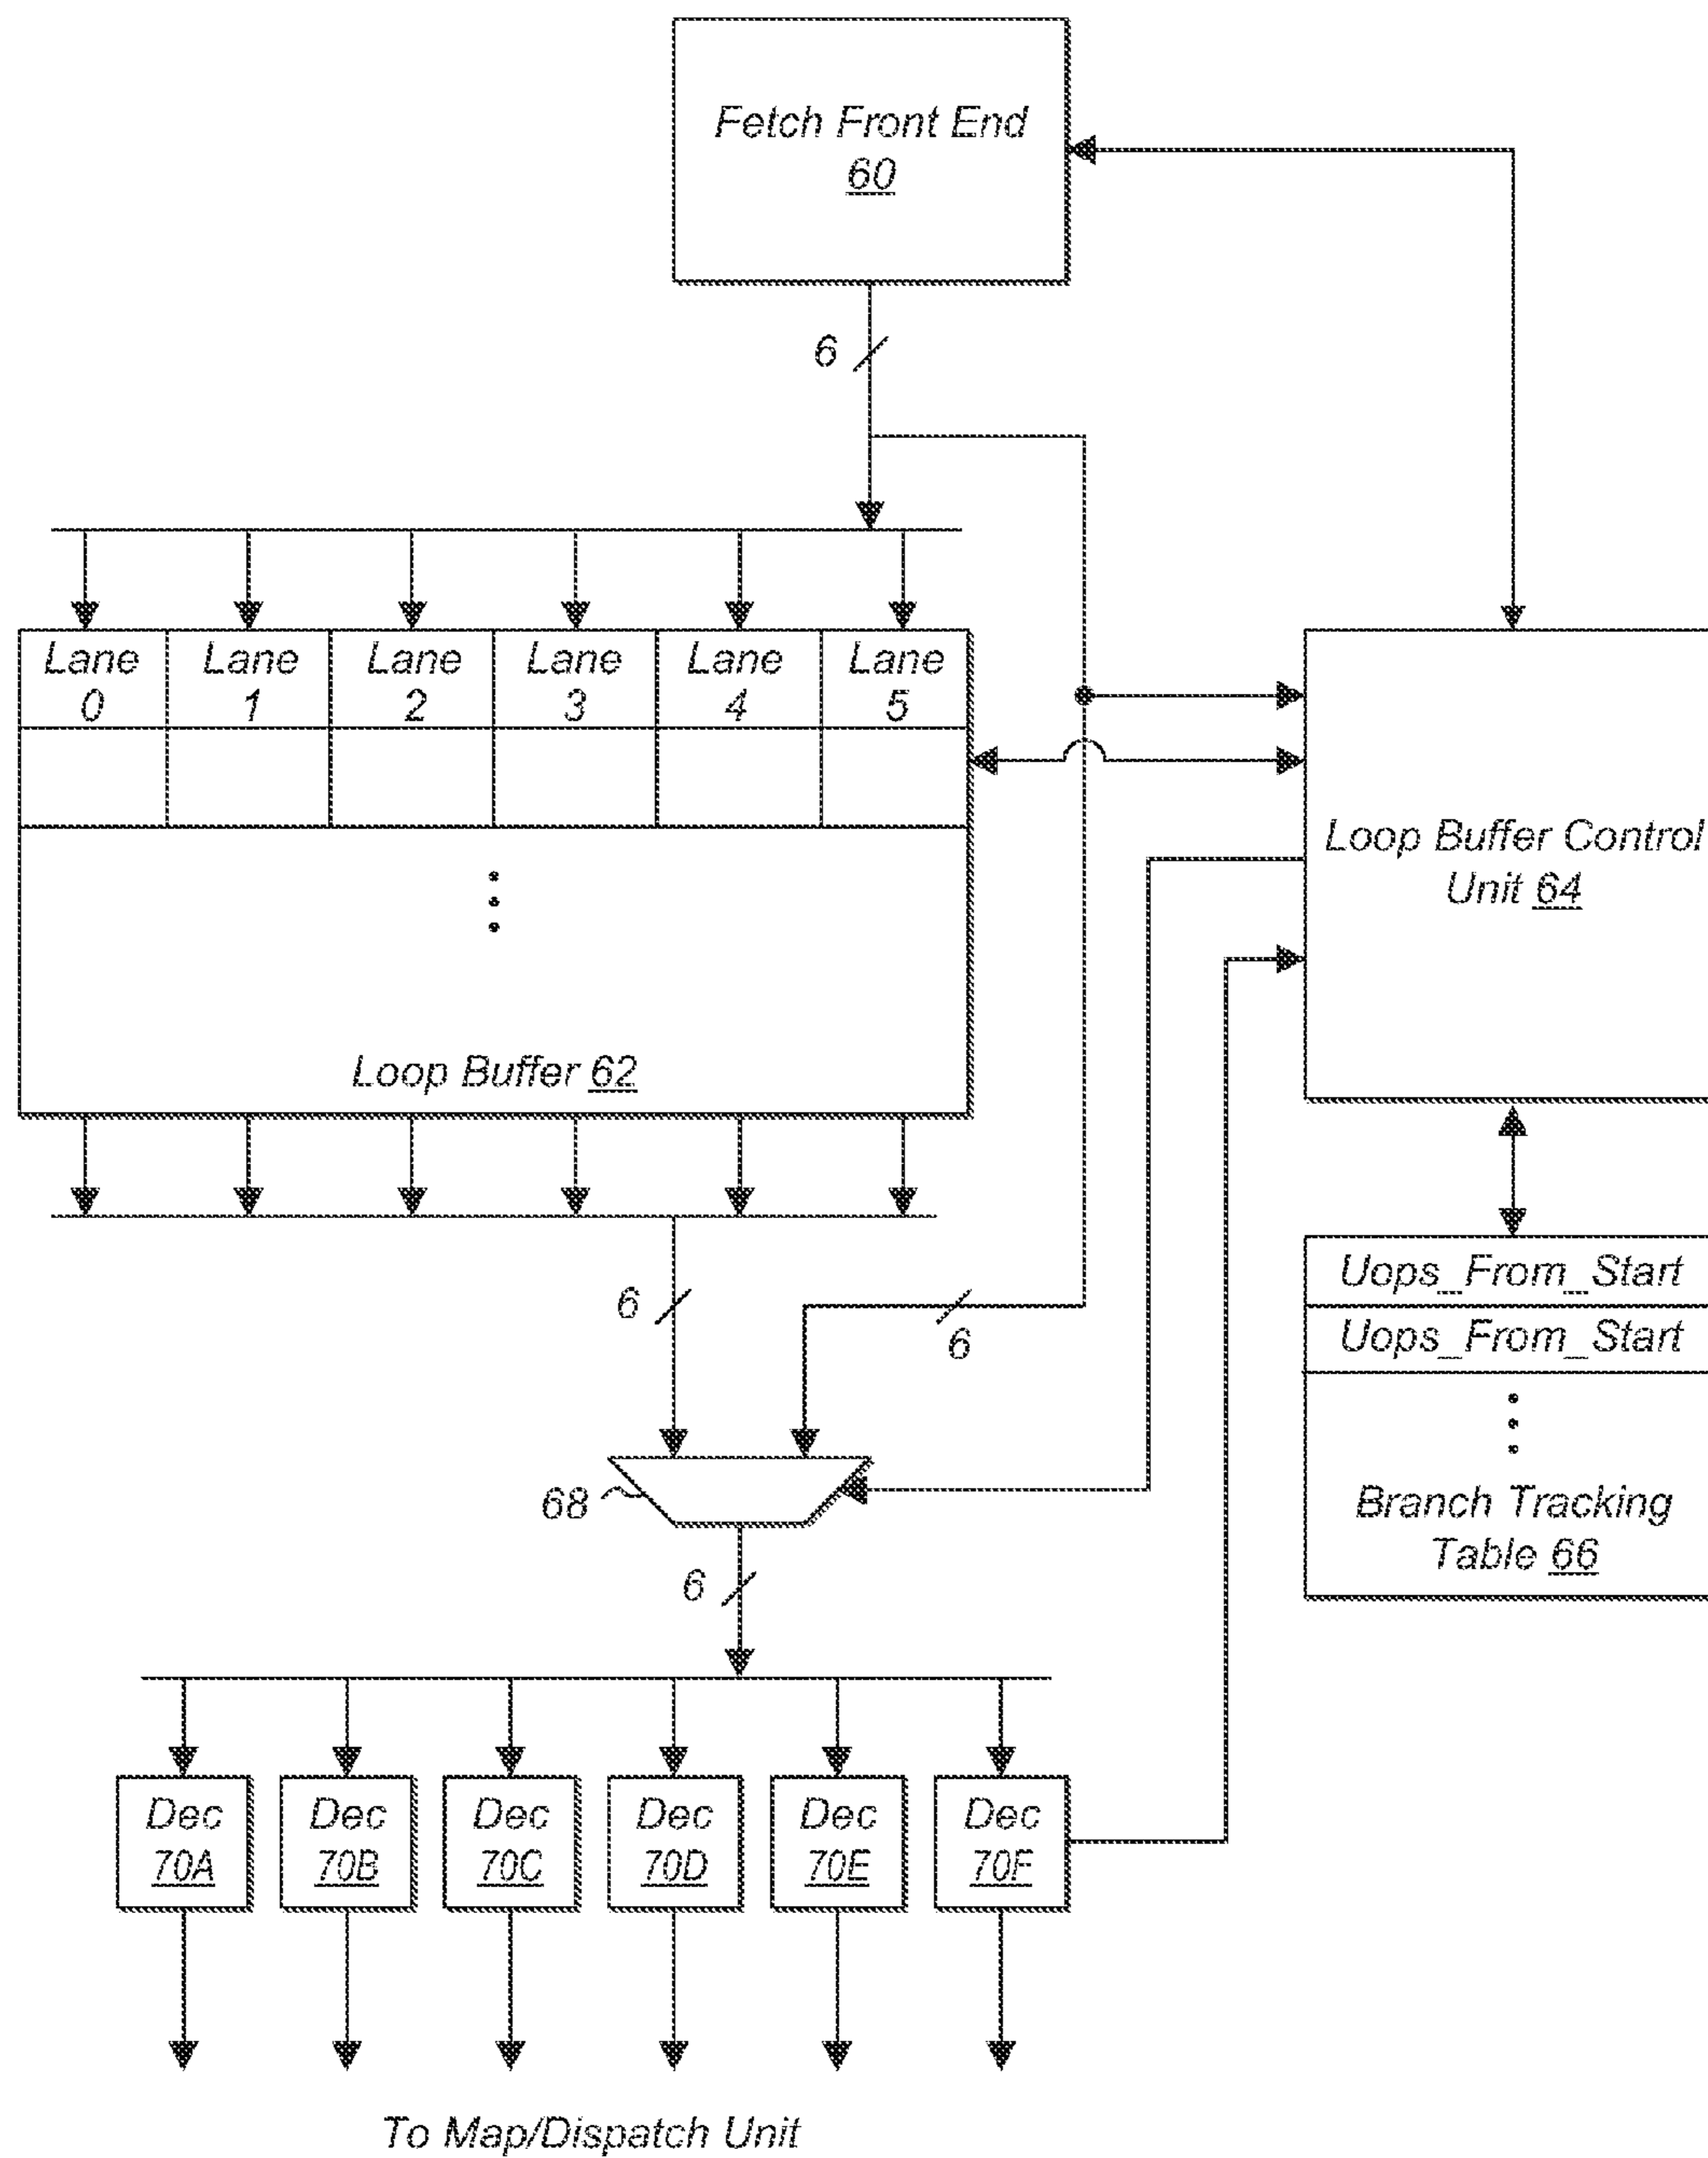 Fetch Front End
60
6
Lane
0
Lane
1
Lane
2
Lane
3
Lane
4
Lane
5
Loop Buffer Control
Unit 64
Loop Buffer 62
6
6
Uops_From_Start
Uops_From_Start
Branch Tracking
Table 66
68
6
Dec
70A
Dec
70B
Dec
70C
Dec
70D
Dec
70E
Dec
70F
To Map/Dispatch Unit